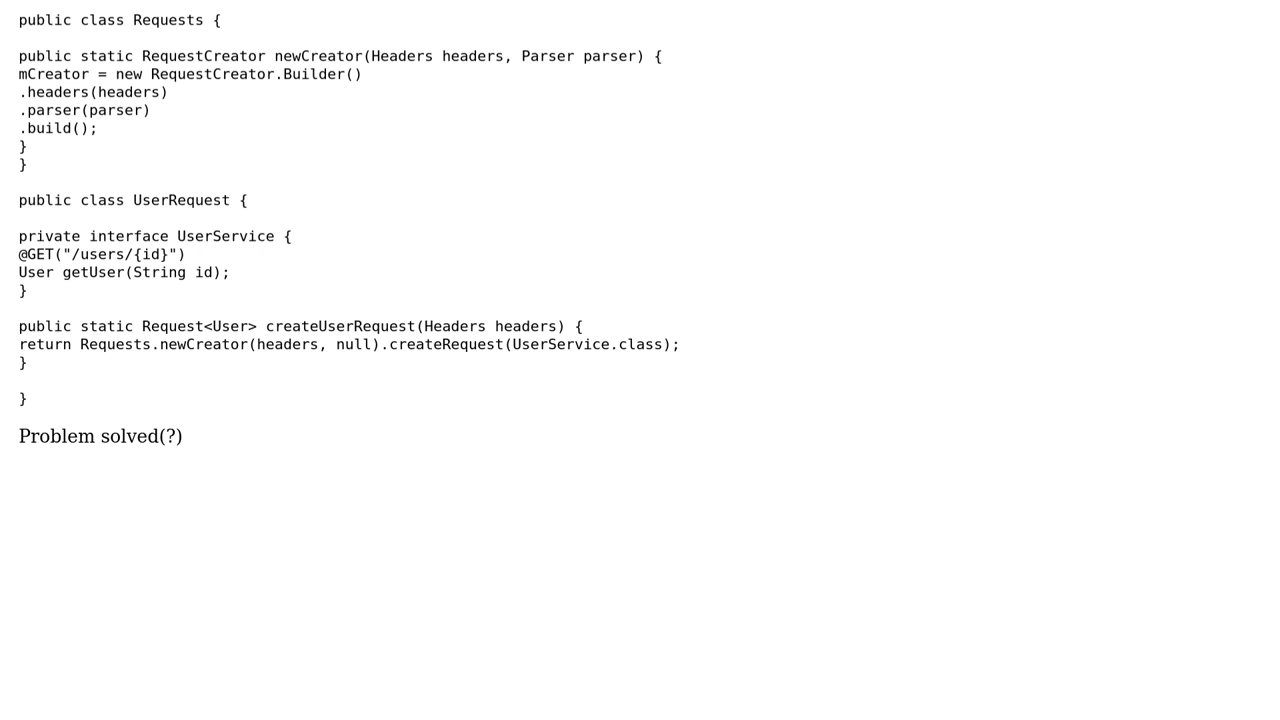 public class Requests {
public static RequestCreator newCreator(Headers headers, Parser parser) {
mCreator = new RequestCreator.Builder()
.headers(headers)
.parser(parser)
.build();
}
}
public class UserRequest {
private interface UserService {
@GET("/users/{id}")
User getUser(String id);
}
public static Request<User> createUserRequest(Headers headers) {
return Requests.newCreator(headers, null).createRequest(UserService.class);
}
}
Problem solved(?)